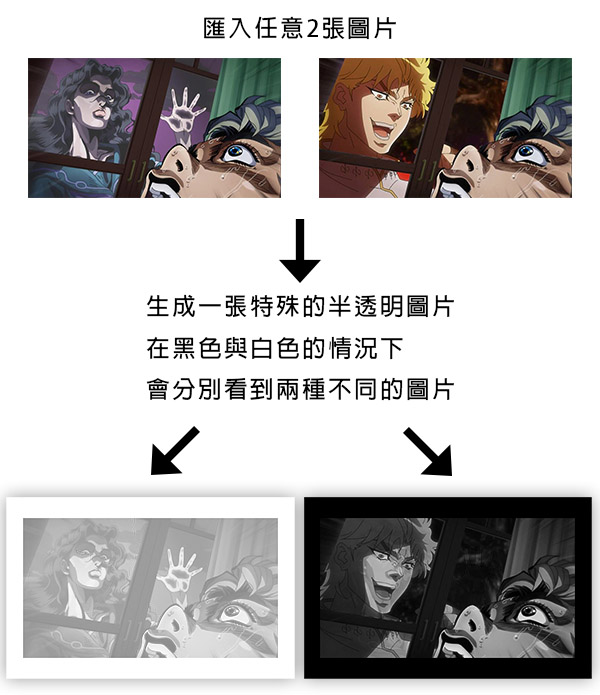 匯入任意2張圖片
生成一張特殊的半透明圖片
在黑色與白色的情況下
會分別看到兩種不同的圖片